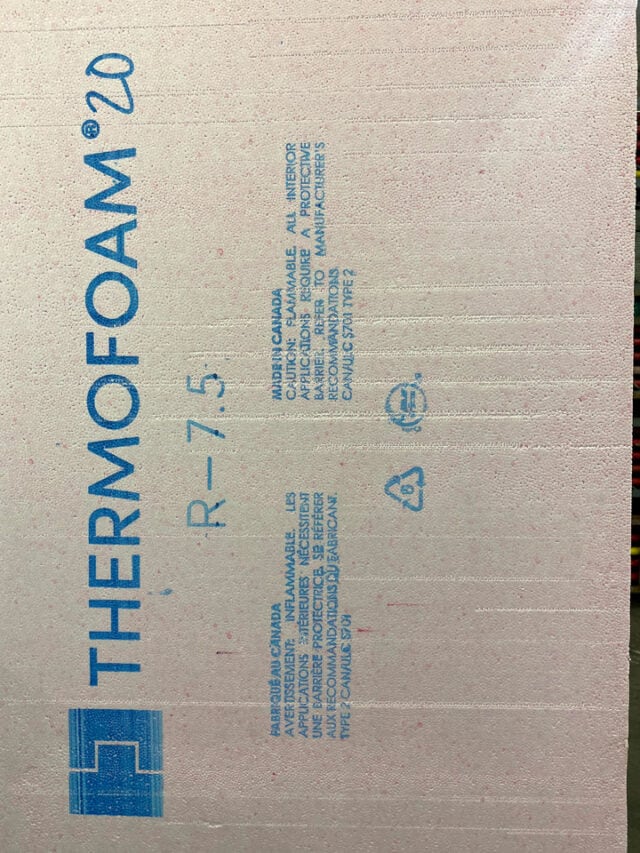 THERMOFOAM® 20
R-7.5
FABRIQUÉ AU CANADA
AVERTISSEMENT: INFLAMMABLE. LES
APPLICATIONS INTÉRIEURES NÉCESSITENT
UNE BARRIÈRE PROTECTRICE. SE RÉFÉRER
AUX RECOMMANDATIONS DU FABRICANT.
TYPE 2 CAN/ULC S701
MADE IN CANADA
CAUTION: FLAMMABLE. ALL INTERIOR
APPLICATIONS REQUIRE A PROTECTIVE
BARRIER. REFER TO MANUFACTURER'S
RECOMMENDATIONS.
CAN/ULC S701 TYPE 2
6